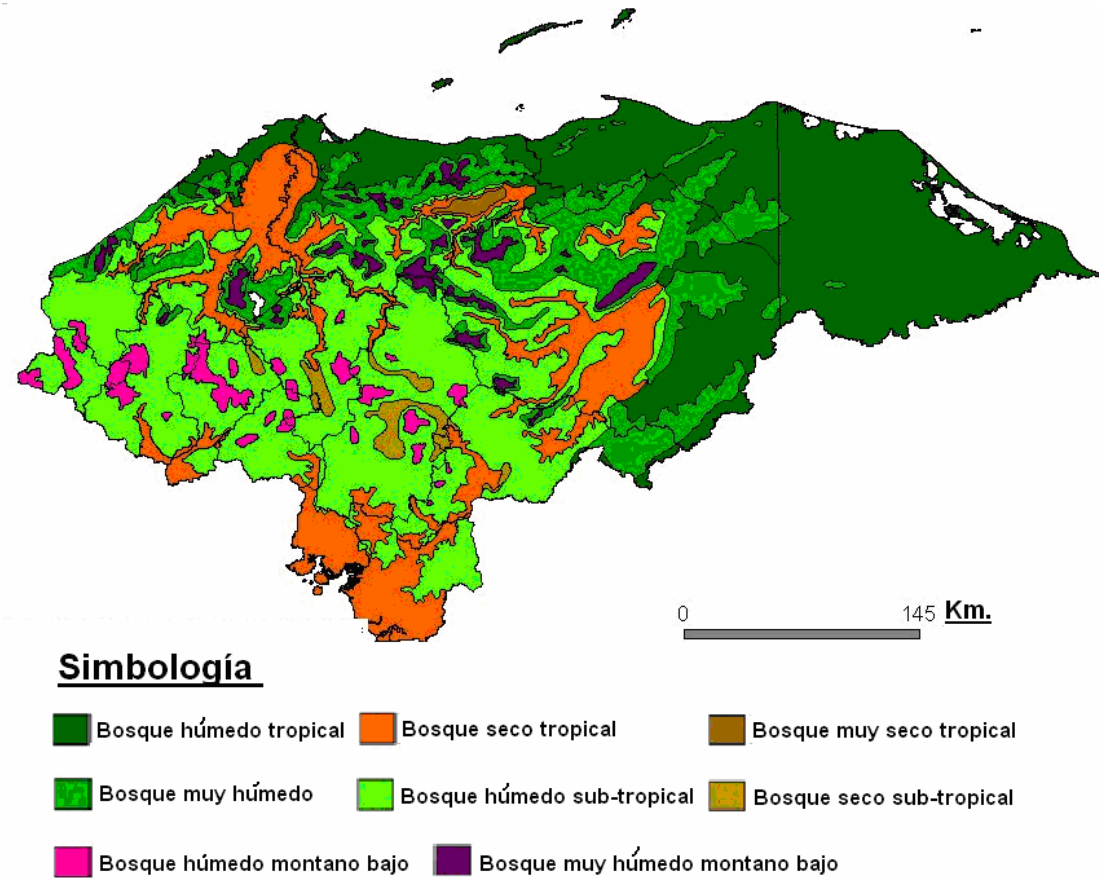 0 145 Km.
Simbología
Bosque húmedo tropical Bosque seco tropical Bosque muy seco tropical
Bosque muy húmedo Bosque húmedo sub-tropical Bosque seco sub-tropical
Bosque húmedo montano bajo Bosque muy húmedo montano bajo